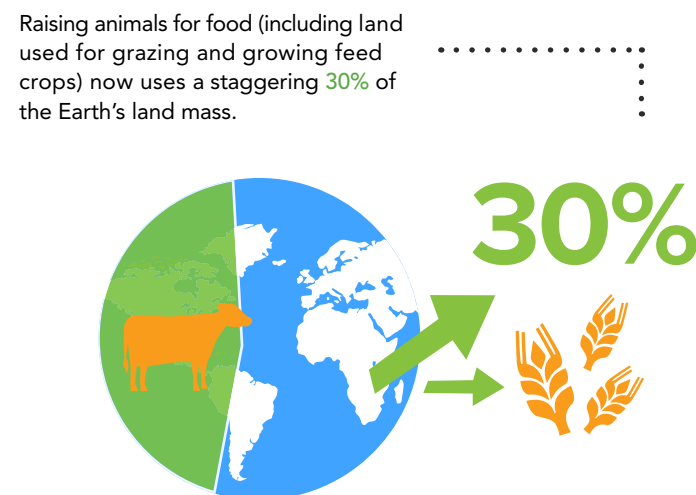 Raising animals for food (including land
used for grazing and growing feed
crops) now uses a staggering 30% of
the Earth’s land mass.
30%